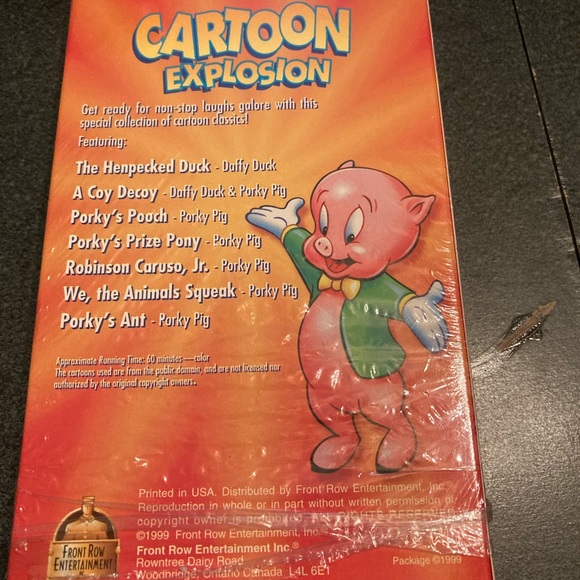 CARTOON
EXPLOSION
Get ready for non-stop laughs galore with this
special collection of cartoon classics!
Featuring:
The Henpecked Duck - Daffy Duck
A Coy Decoy - Daffy Duck & Porky Pig
Porky's Pooch - Porky Pig
Porky's Prize Pony - Porky Pig
Robinson Caruso, Jr. - Porky Pig
We, the Animals Squeak - Porky Pig
Porky's Ant - Porky Pig
Approximate Running Time: 60 minutes—color
The cartoons used are from the public domain, and are not licensed nor
authorized by the original copyright owners.
Printed in USA. Distributed by Front Row Entertainment, Inc.
Reproduction in whole or in part without written permission of
copyright owner is prohibited. ALL RIGHTS RESERVED
©1999 Front Row Entertainment, Inc.
Front Row Entertainment Inc.®
Rowntree Dairy Road
Woodbridge, Ontario Canada L4L 6E1
Package ©1999
FRONT ROW
ENTERTAINMENT